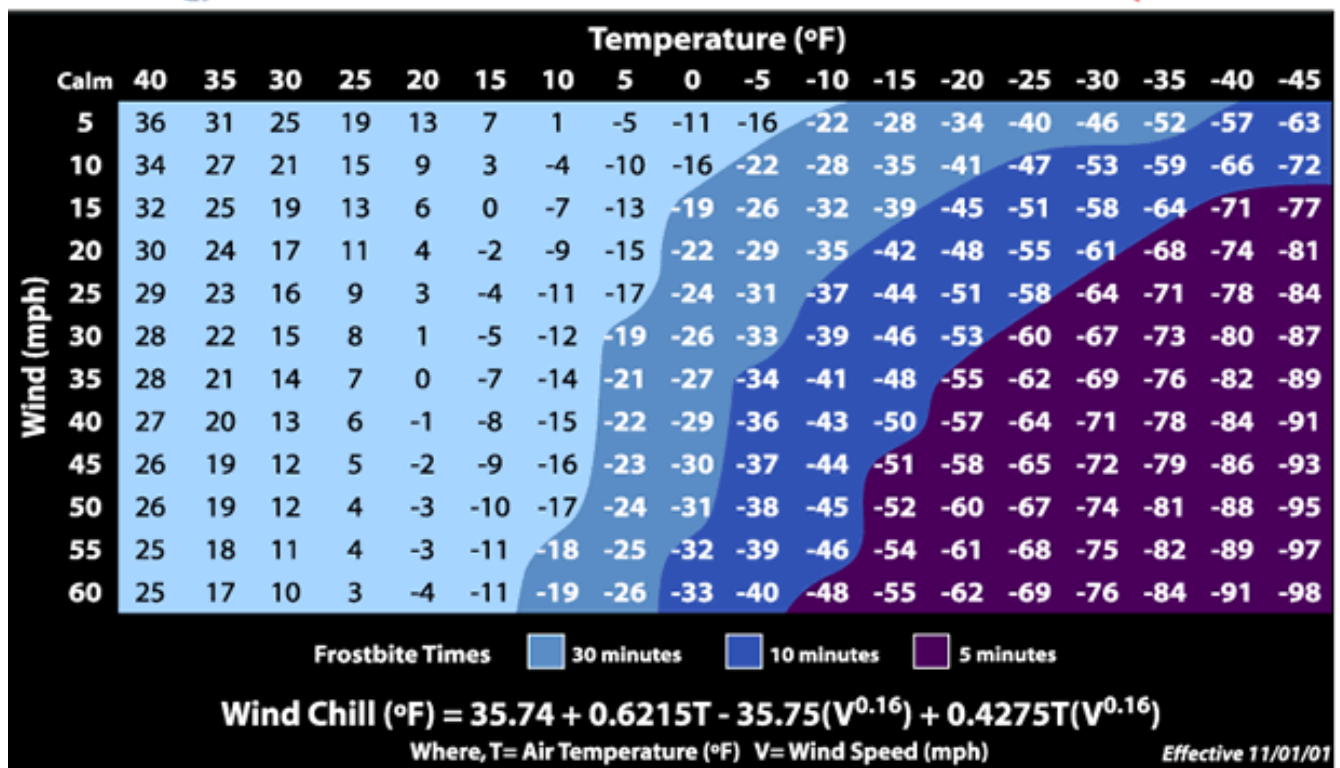 Temperature (ºF)
Calm 40 35 30 25 20 15 10 5 0 -5 -10 -15 -20 -25 -30 -35 -40 -45
Wind (mph)
5 36 31 25 19 13 7 1 -5 -11 -16 -22 -28 -34 -40 -46 -52 -57 -63
10 34 27 21 15 9 3 -4 -10 -16 -22 -28 -35 -41 -47 -53 -59 -66 -72
15 32 25 19 13 6 0 -7 -13 -19 -26 -32 -39 -45 -51 -58 -64 -71 -77
20 30 24 17 11 4 -2 -9 -15 -22 -29 -35 -42 -48 -55 -61 -68 -74 -81
25 29 23 16 9 3 -4 -11 -17 -24 -31 -37 -44 -51 -58 -64 -71 -78 -84
30 28 22 15 8 1 -5 -12 -19 -26 -33 -39 -46 -53 -60 -67 -73 -80 -87
35 28 21 14 7 0 -7 -14 -21 -27 -34 -41 -48 -55 -62 -69 -76 -82 -89
40 27 20 13 6 -1 -8 -15 -22 -29 -36 -43 -50 -57 -64 -71 -78 -84 -91
45 26 19 12 5 -2 -9 -16 -23 -30 -37 -44 -51 -58 -65 -72 -79 -86 -93
50 26 19 12 4 -3 -10 -17 -24 -31 -38 -45 -52 -60 -67 -74 -81 -88 -95
55 25 18 11 4 -3 -11 -18 -25 -32 -39 -46 -54 -61 -68 -75 -82 -89 -97
60 25 17 10 3 -4 -11 -19 -26 -33 -40 -48 -55 -62 -69 -76 -84 -91 -98
Frostbite Times 30 minutes 10 minutes 5 minutes
Wind Chill (ºF) = 35.74 + 0.6215T - 35.75(V^0.16) + 0.4275T(V^0.16)
Where, T= Air Temperature (ºF) V= Wind Speed (mph) Effective 11/01/01